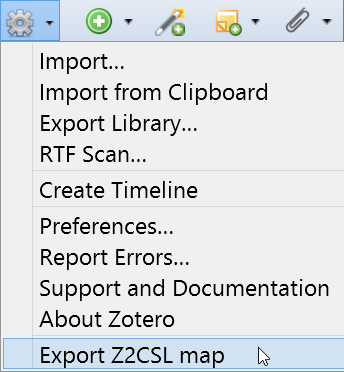 Import...
Import from Clipboard
Export Library...
RTF Scan...
Create Timeline
Preferences...
Report Errors...
Support and Documentation
About Zotero
Export Z2CSL map